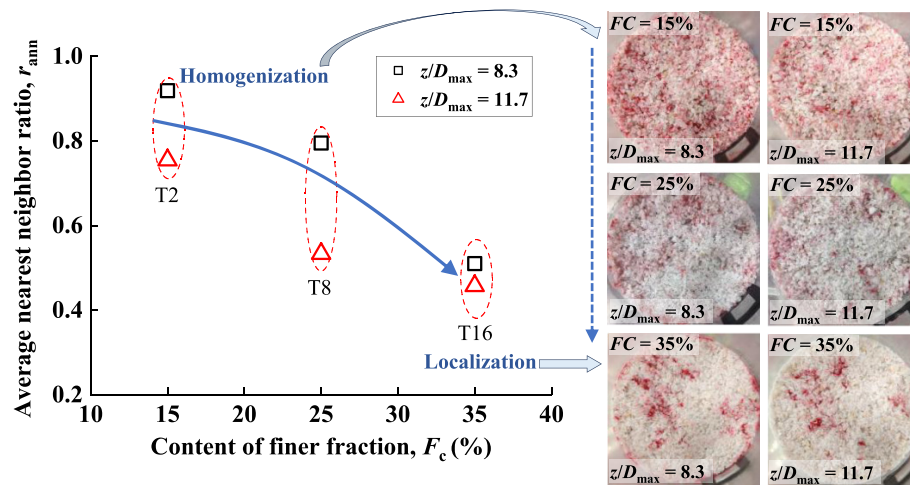 Average nearest neighbor ratio, r_ann
1.0
0.8
0.6
0.4
0.2
10
15
20
25
30
35
40
Content of finer fraction, F_c (%)
Homogenization
z/D_max = 8.3
z/D_max = 11.7
T2
T8
T16
Localization
FC = 15%
z/D_max = 8.3
FC = 15%
z/D_max = 11.7
FC = 25%
z/D_max = 8.3
FC = 25%
z/D_max = 11.7
FC = 35%
z/D_max = 8.3
FC = 35%
z/D_max = 11.7